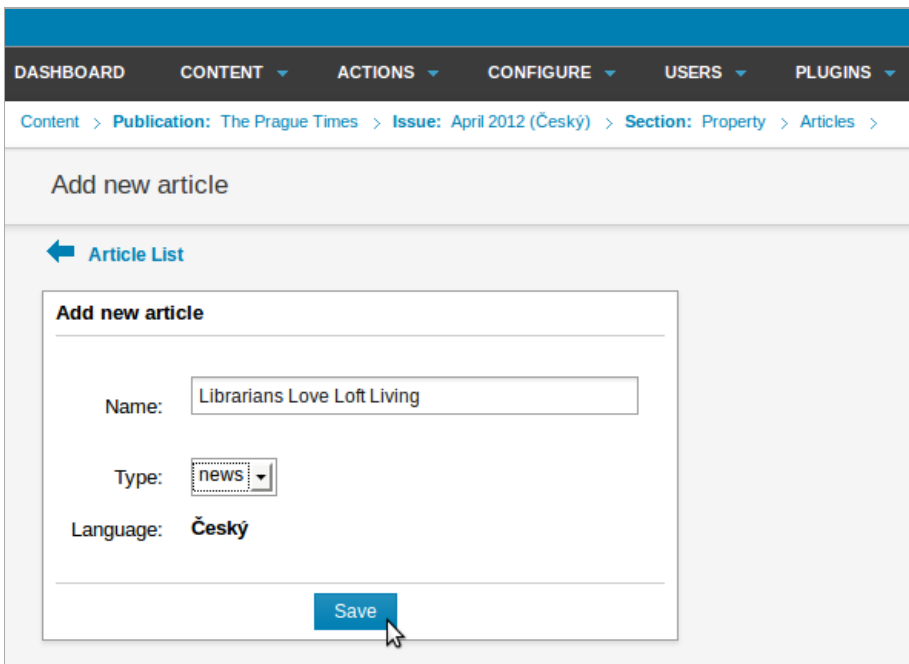 DASHBOARD CONTENT ACTIONS CONFIGURE USERS PLUGINS
Content > Publication: The Prague Times > Issue: April 2012 (Český) > Section: Property > Articles >
Add new article
Article List
Add new article
Name: Librarians Love Loft Living
Type: news
Language: Český
Save